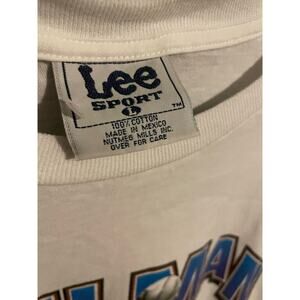 Lee
SPORT
L
TM
100% COTTON
MADE IN MEXICO
NUTMEG MILLS INC.
OVER FOR CARE